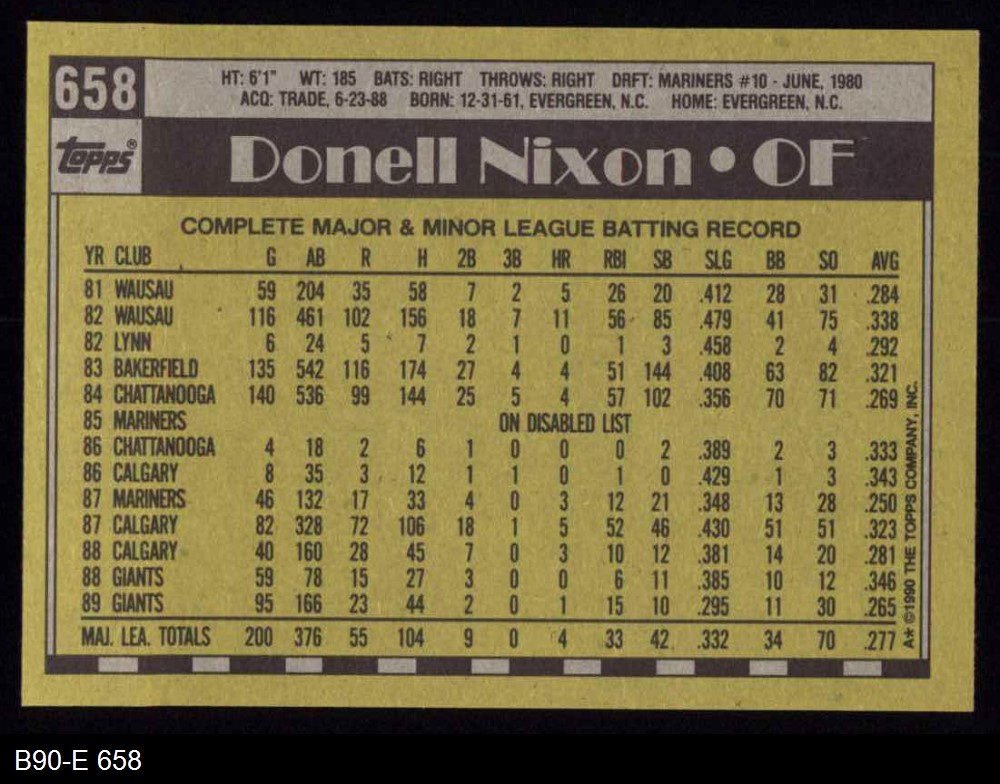 658
HT: 6'1" WT: 185 BATS: RIGHT THROWS: RIGHT DRFT: MARINERS #10 - JUNE, 1980
ACQ: TRADE, 6-23-88 BORN: 12-31-61, EVERGREEN, N.C. HOME: EVERGREEN, N.C.
topps®
Donell Nixon • OF
COMPLETE MAJOR & MINOR LEAGUE BATTING RECORD
YR CLUB G AB R H 2B 3B HR RBI SB SLG BB SO AVG
81 WAUSAU 59 204 35 58 7 2 5 26 20 .412 28 31 .284
82 WAUSAU 116 461 102 156 18 7 11 56 85 .479 41 75 .338
82 LYNN 6 24 5 7 2 1 0 1 3 .458 2 4 .292
83 BAKERFIELD 135 542 116 174 27 4 4 51 144 .408 63 82 .321
84 CHATTANOOGA 140 536 99 144 25 5 4 57 102 .356 70 71 .269
85 MARINERS ON DISABLED LIST
86 CHATTANOOGA 4 18 2 6 1 0 0 0 2 .389 2 3 .333
86 CALGARY 8 35 3 12 1 1 0 1 0 .429 1 3 .343
87 MARINERS 46 132 17 33 4 0 3 12 21 .348 13 28 .250
87 CALGARY 82 328 72 106 18 1 5 52 46 .430 51 51 .323
88 CALGARY 40 160 28 45 7 0 3 10 12 .381 14 20 .281
88 GIANTS 59 78 15 27 3 0 0 6 11 .385 10 12 .346
89 GIANTS 95 166 23 44 2 0 1 15 10 .295 11 30 .265
MAJ. LEA. TOTALS 200 376 55 104 9 0 4 33 42 .332 34 70 .277
A* ©1990 THE TOPPS COMPANY, INC.
B90-E 658